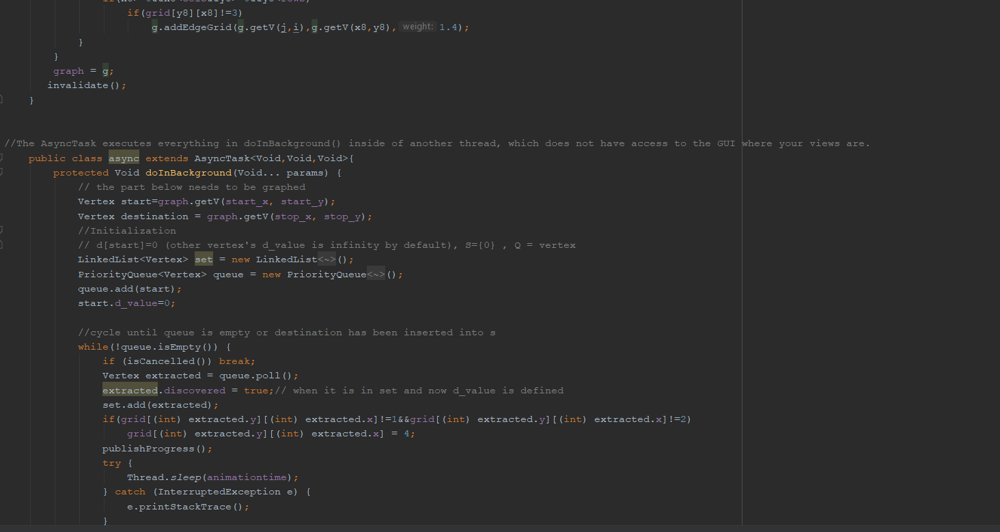 if(grid[y8][x8]!=3)
g.addEdgeGrid(g.getV(j,i),g.getV(x8,y8), weight: 1.4);
}
}
graph = g;
invalidate();
}
//The AsyncTask executes everything in doInBackground() inside of another thread, which does not have access to the GUI where your views are.
public class async extends AsyncTask<Void,Void,Void>{
protected Void doInBackground(Void... params) {
// the part below needs to be graphed
Vertex start=graph.getV(start_x, start_y);
Vertex destination = graph.getV(stop_x, stop_y);
//Initialization
// d[start]=0 (other vertex's d_value is infinity by default), S={0} , Q = vertex
LinkedList<Vertex> set = new LinkedList<~>();
PriorityQueue<Vertex> queue = new PriorityQueue<~>();
queue.add(start);
start.d_value=0;
//cycle until queue is empty or destination has been inserted into s
while(!queue.isEmpty()) {
if (isCancelled()) break;
Vertex extracted = queue.poll();
extracted.discovered = true;// when it is in set and now d_value is defined
set.add(extracted);
if(grid[(int) extracted.y][(int) extracted.x]!=1&&grid[(int) extracted.y][(int) extracted.x]!=2)
grid[(int) extracted.y][(int) extracted.x] = 4;
publishProgress();
try {
Thread.sleep(animationtime);
} catch (InterruptedException e) {
e.printStackTrace();
}